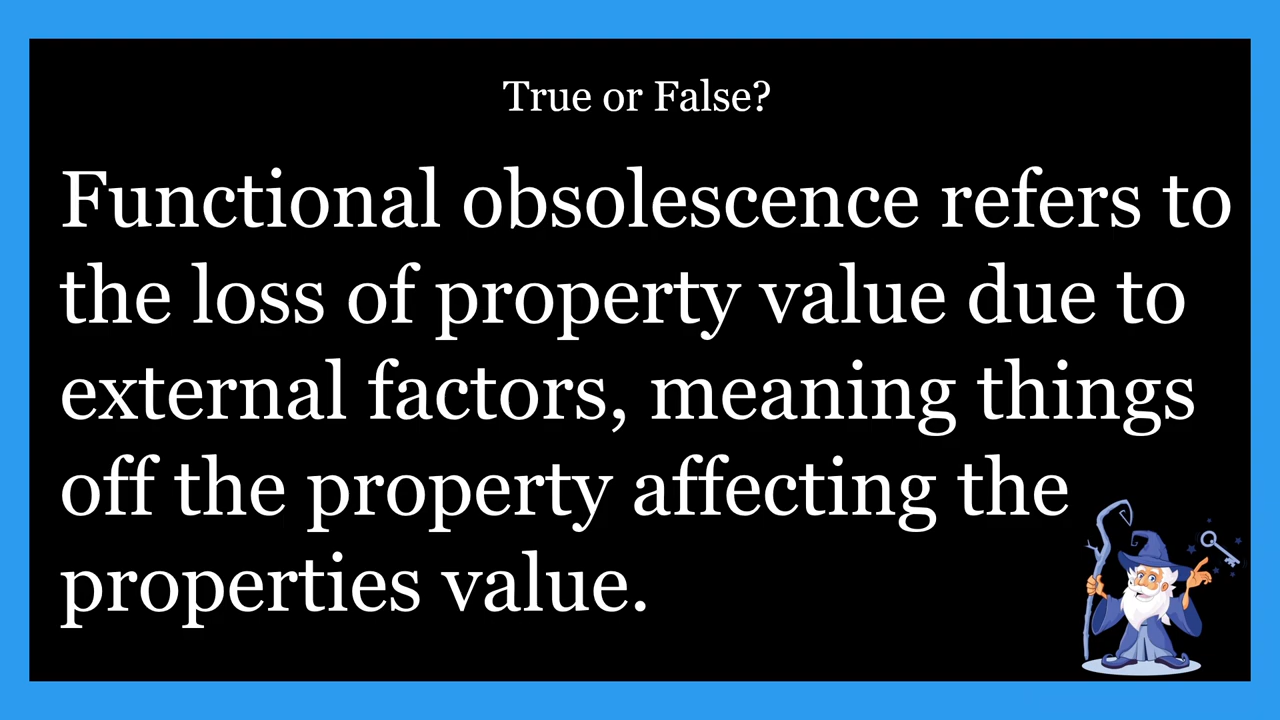 True or False?
Functional obsolescence refers to
the loss of property value due to
external factors, meaning things
off the property affecting the
properties value.